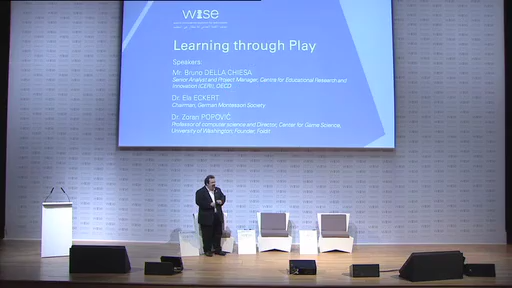 wise
Learning through Play
Speakers:
Mr. Bruno DELLA CHIESA
Senior Analyst and Project Manager, Centre for Educational Research and
Innovation (CERI), OECD
Dr. Ela ECKERT
Chairman, German Montessori Society
Dr. Zoran POPOVIĆ
Professor of computer science and Director, Center for Game Science,
University of Washington; Founder, Foldit